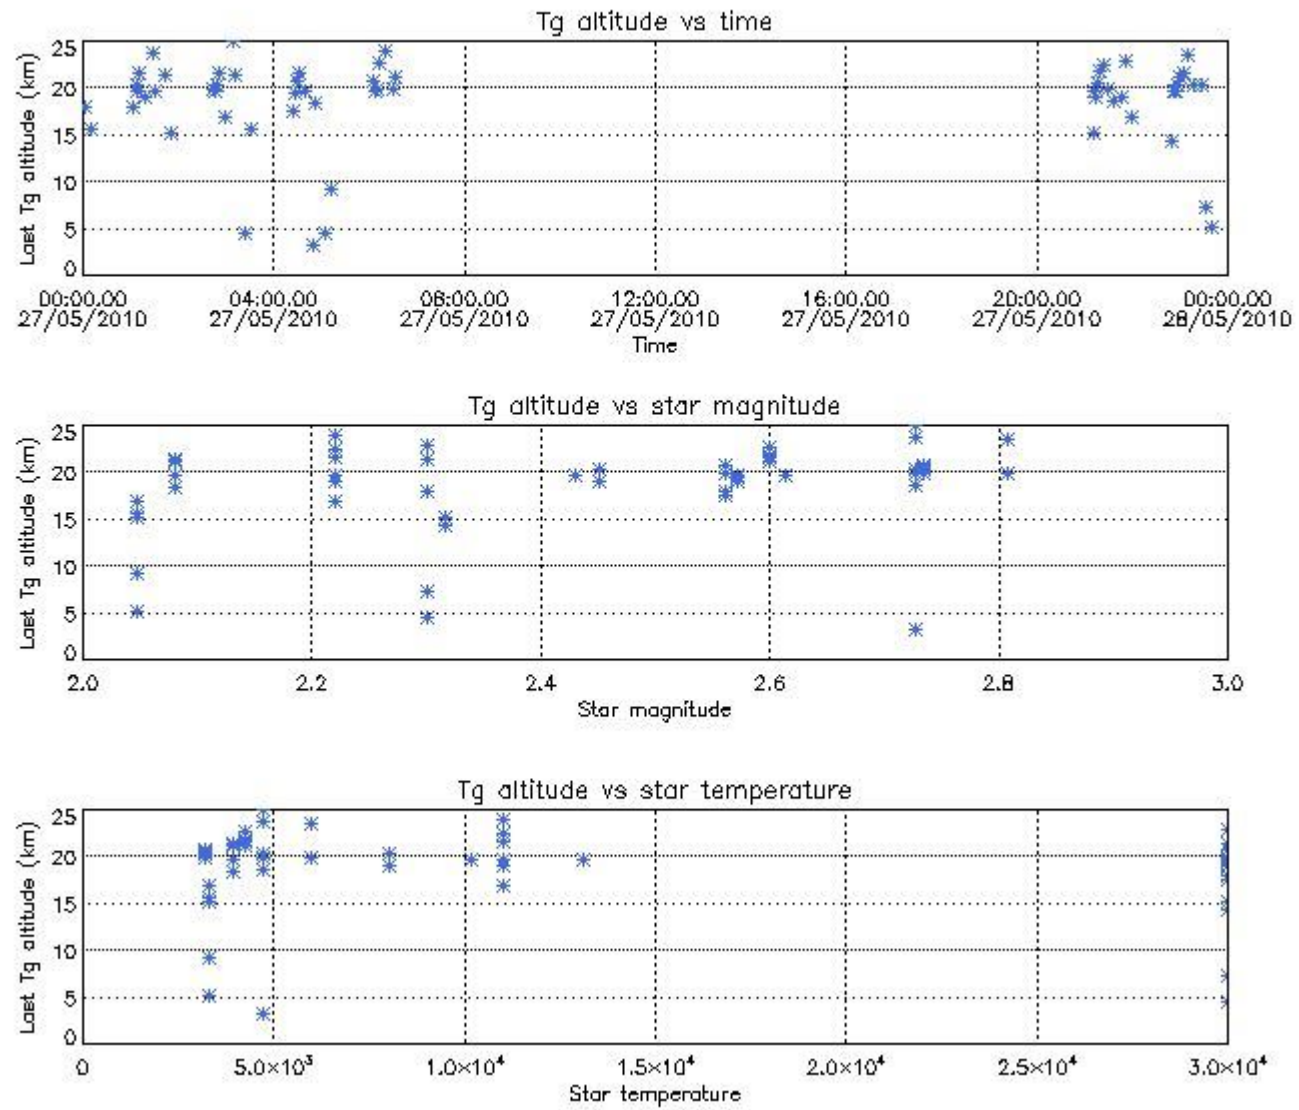 Tg altitude vs time
Last Tg altitude (km)
25
20
15
10
5
0
00:00.00 04:00.00 08:00.00 12:00.00 16:00.00 20:00.00 00:00.00
27/05/2010 27/05/2010 27/05/2010 27/05/2010 27/05/2010 27/05/2010 28/05/2010
Time
Tg altitude vs star magnitude
Last Tg altitude (km)
25
20
15
10
5
0
2.0 2.2 2.4 2.6 2.8 3.0
Star magnitude
Tg altitude vs star temperature
Last Tg altitude (km)
25
20
15
10
5
0
0 5.0×10³ 1.0×10⁴ 1.5×10⁴ 2.0×10⁴ 2.5×10⁴ 3.0×10⁴
Star temperature